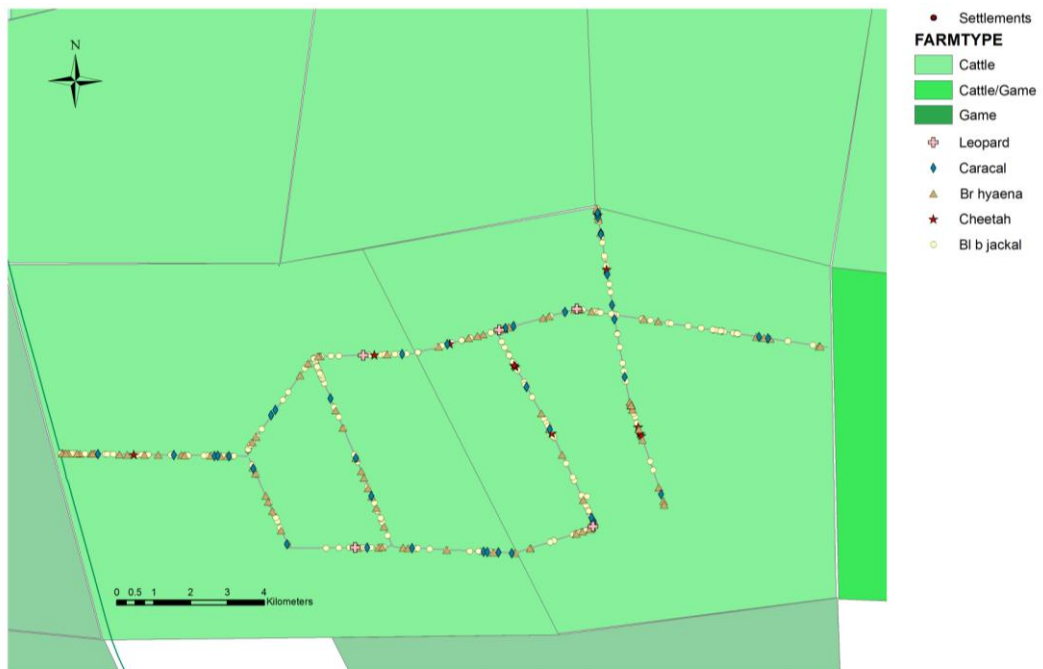 N
0 0.5 1 2 3 4
Kilometers
Settlements
FARMTYPE
Cattle
Cattle/Game
Game
Leopard
Caracal
Br hyaena
Cheetah
Bl b jackal